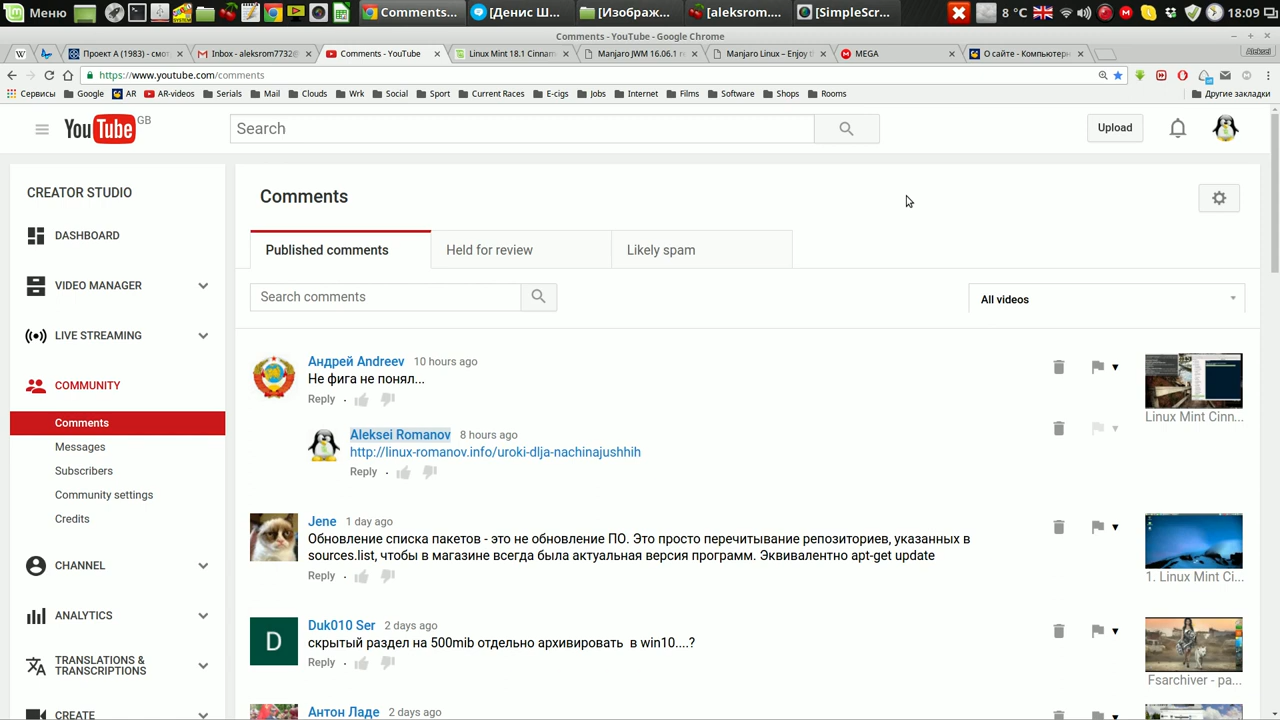 Меню
Comments...
[Денис Ш...
[Изображ...
[aleksrom....
[SimpleSc...
8 °C
18:09
Comments - YouTube - Google Chrome
Проект А (1983) - смот
Inbox - aleksrom7732@
Comments - YouTube
Linux Mint 18.1 Cinnam
Manjaro JWM 16.06.1 re
Manjaro Linux – Enjoy t
MEGA
О сайте - Компьютерн
Aleksei
https://www.youtube.com/comments
Сервисы
Google
AR
AR-videos
Serials
Mail
Clouds
Wrk
Social
Sport
Current Races
E-cigs
Jobs
Internet
Films
Software
Shops
Rooms
Другие закладки
YouTube GB
Search
Upload
CREATOR STUDIO
DASHBOARD
VIDEO MANAGER
LIVE STREAMING
COMMUNITY
Comments
Messages
Subscribers
Community settings
Credits
CHANNEL
ANALYTICS
TRANSLATIONS &
TRANSCRIPTIONS
CREATE
Comments
Published comments
Held for review
Likely spam
Search comments
All videos
Андрей Andreev 10 hours ago
Не фига не понял...
Reply
Linux Mint Cinn...
Aleksei Romanov 8 hours ago
http://linux-romanov.info/uroki-dlja-nachinajushhih
Reply
Jene 1 day ago
Обновление списка пакетов - это не обновление ПО. Это просто перечитывание репозиториев, указанных в
sources.list, чтобы в магазине всегда была актуальная версия программ. Эквивалентно apt-get update
Reply
1. Linux Mint Ci...
Duk010 Ser 2 days ago
D
скрытый раздел на 500mib отдельно архивировать в win10....?
Reply
Fsarchiver - ра...
Антон Ладе 2 days ago